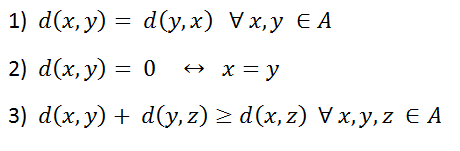 1) d(x,y) = d(y,x) ∀ x,y ∈ A
2) d(x,y) = 0 ↔ x = y
3) d(x,y) + d(y,z) ≥ d(x,z) ∀ x,y,z ∈ A